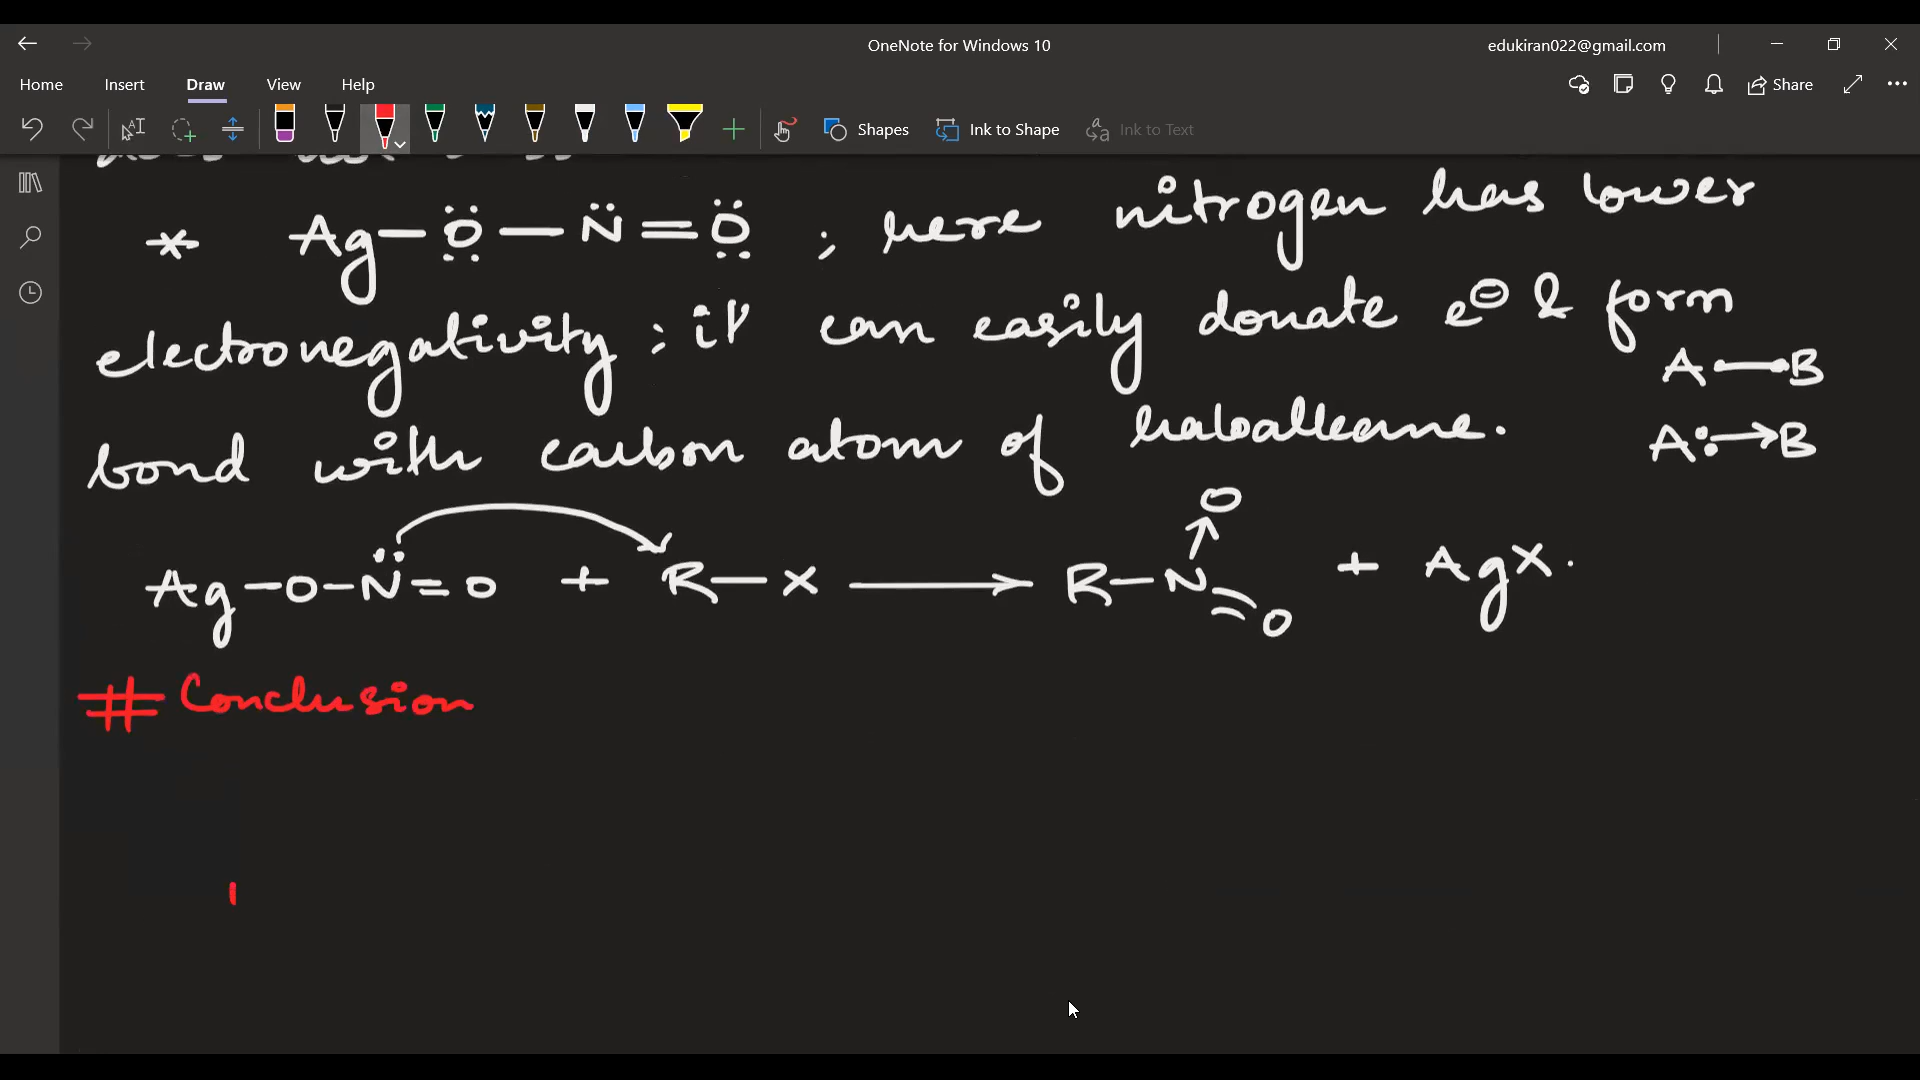 OneNote for Windows 10
edukiran022@gmail.com
Home Insert Draw View Help
Share
Shapes Ink to Shape Ink to Text
* Ag—O—N=O ; here nitrogen has lower
electronegativity ; it can easily donate e⊖ & form
A—B
bond with carbon atom of haloalkane.
A:→B
Ag-O-N=O + R—X → R—N→O =O + AgX.
# Conclusion